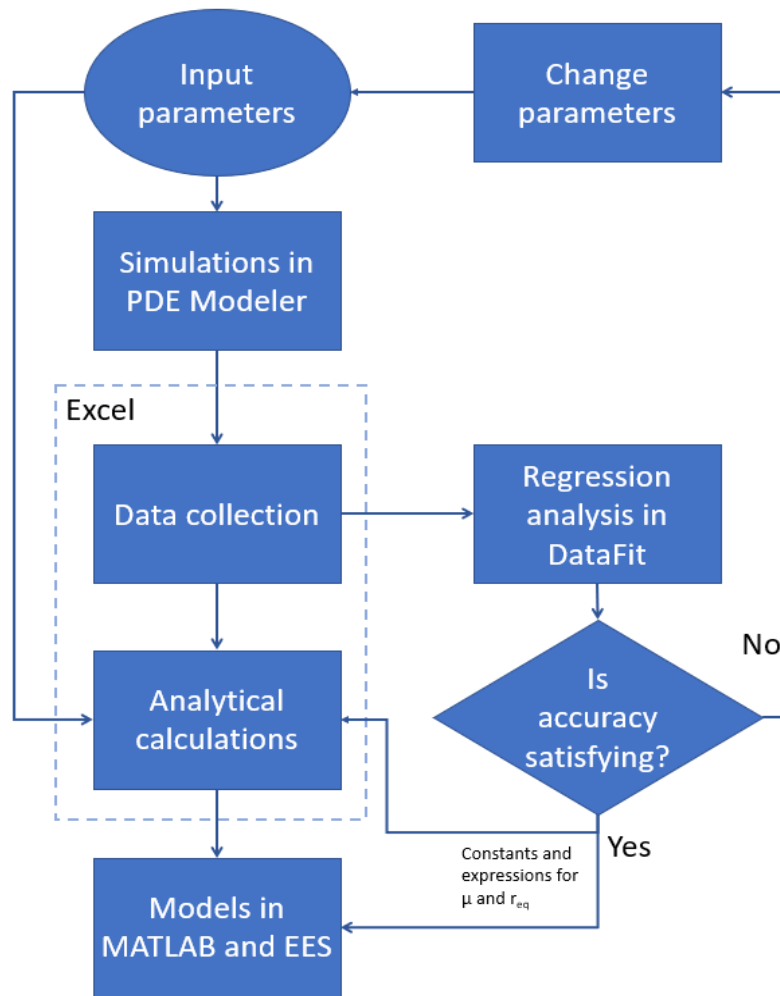 Input
parameters
Change
parameters
Simulations in
PDE Modeler
Excel
Data collection
Regression
analysis in
DataFit
Analytical
calculations
Is
accuracy
satisfying?
No
Yes
Constants and
expressions for
μ and r_eq
Models in
MATLAB and EES